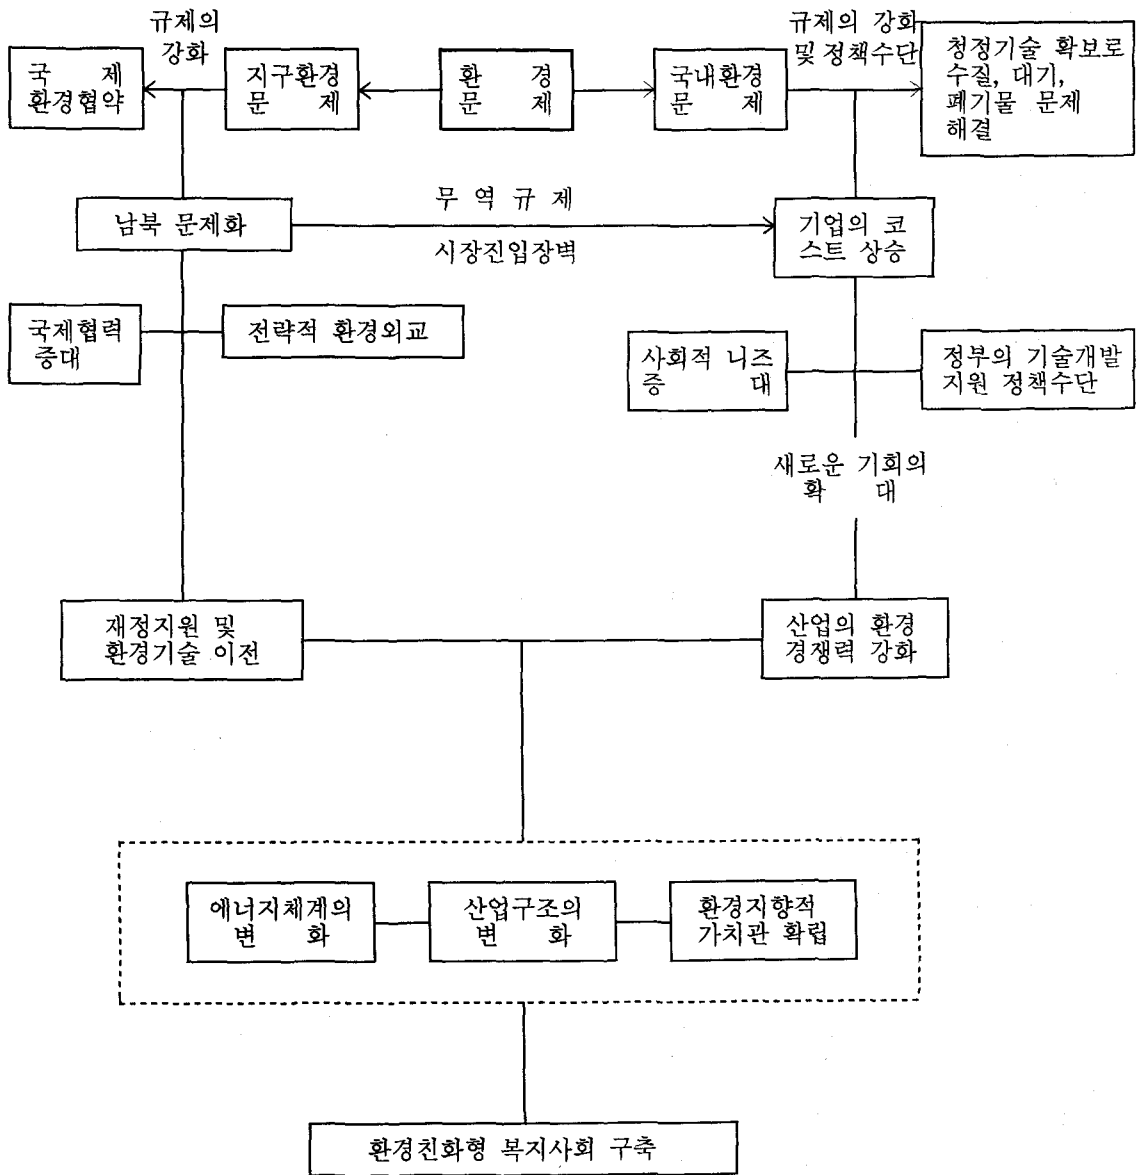 규제의
강화
규제의 강화
및 정책수단
국 제
환경협약
지구환경
문 제
환 경
문 제
국내환경
문 제
청정기술 확보로
수질, 대기,
폐기물 문제
해결
남북 문제화
무 역 규 제
시장진입장벽
기업의 코
스트 상승
국제협력
증대
전략적 환경외교
사회적 니즈
증 대
정부의 기술개발
지원 정책수단
새로운 기회의
확 대
재정지원 및
환경기술 이전
산업의 환경
경쟁력 강화
에너지체계의
변 화
산업구조의
변 화
환경지향적
가치관 확립
환경친화형 복지사회 구축